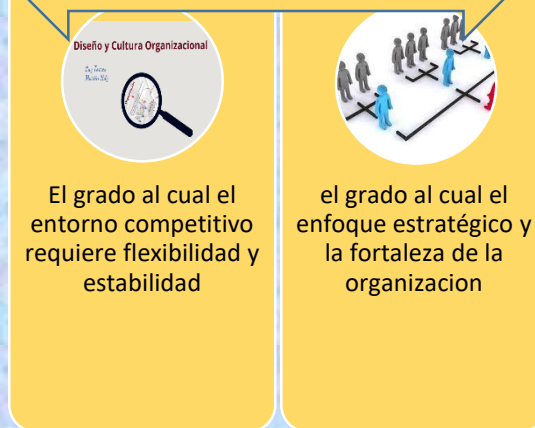 Diseño y Cultura Organizacional
El grado al cual el
entorno competitivo
requiere flexibilidad y
estabilidad
el grado al cual el
enfoque estratégico y
la fortaleza de la
organizacion